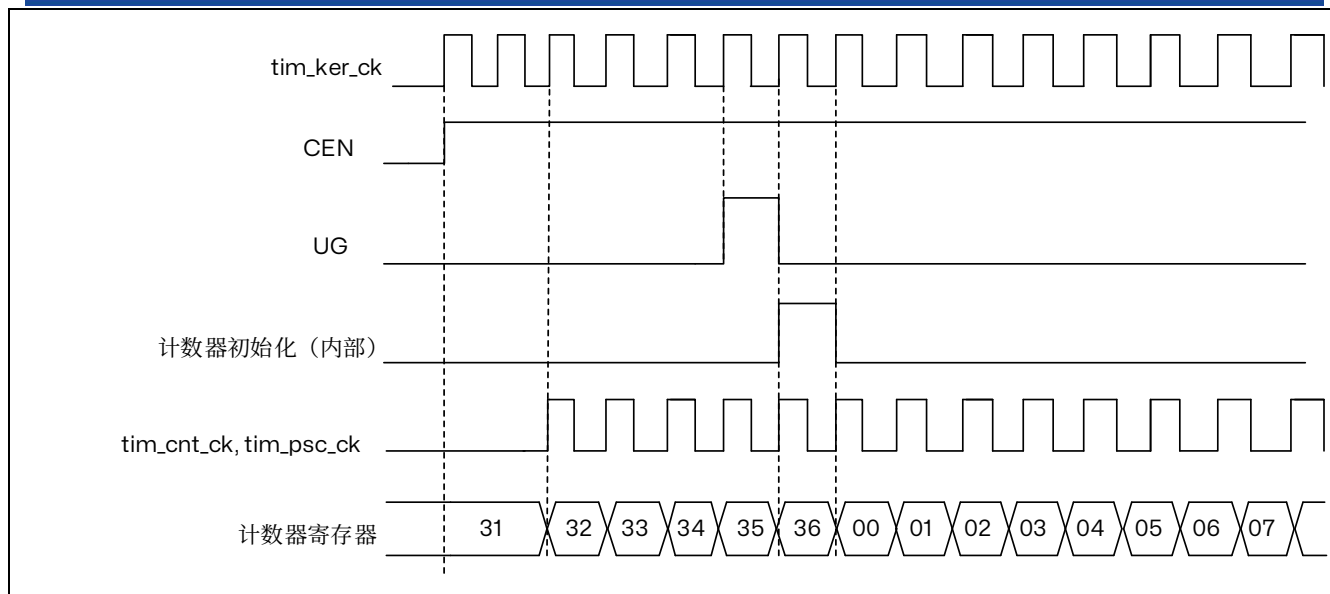 tim_ker_ck
CEN
UG
计数器初始化（内部）
tim_cnt_ck, tim_psc_ck
计数器寄存器 31 32 33 34 35 36 00 01 02 03 04 05 06 07